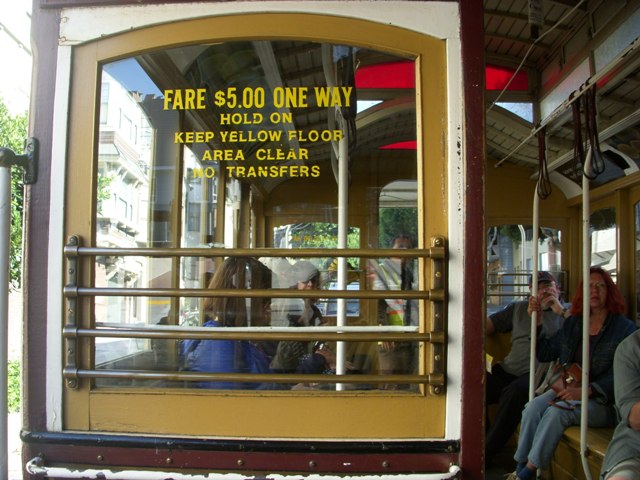 FARE $5.00 ONE WAY
HOLD ON
KEEP YELLOW FLOOR
AREA CLEAR
NO TRANSFERS